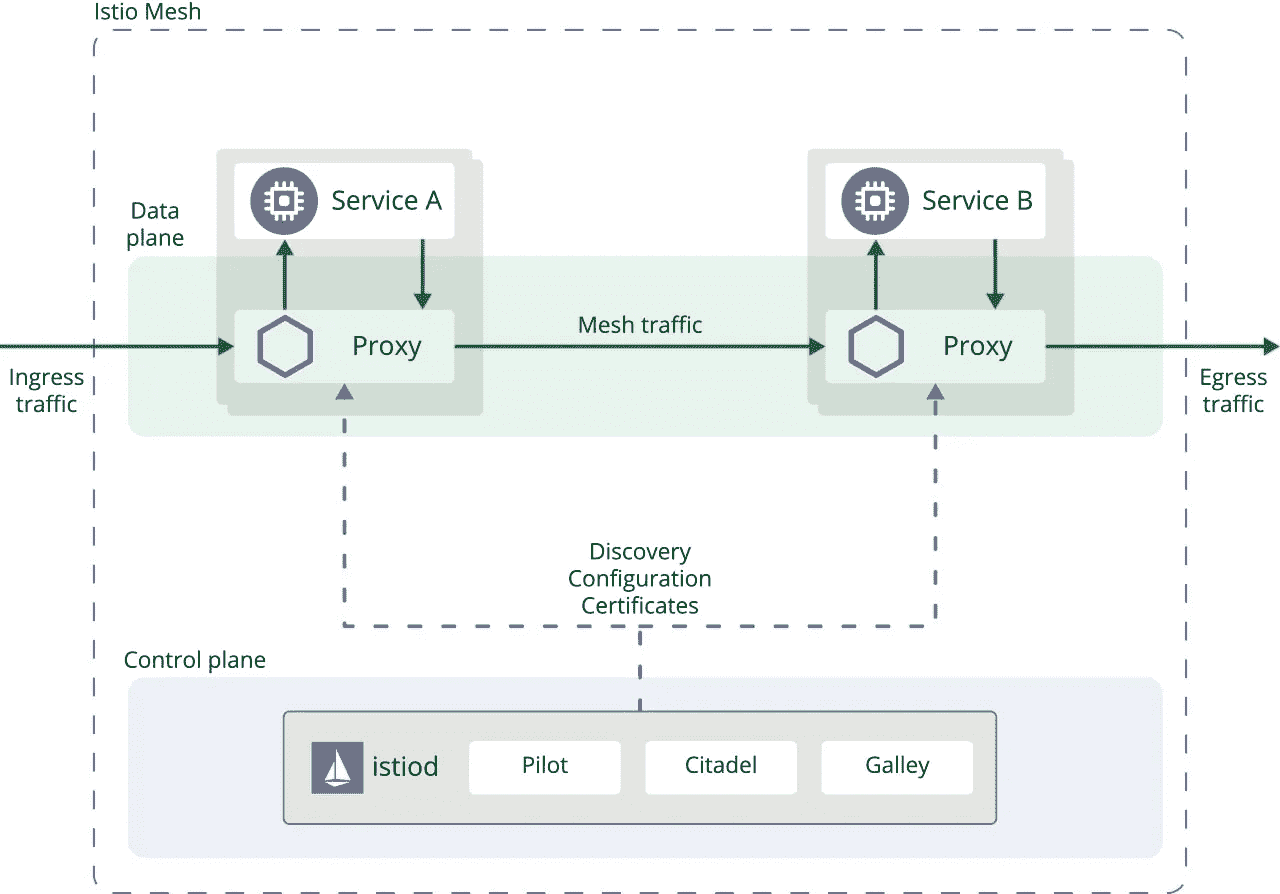 Istio Mesh
Service A
Service B
Data
plane
Mesh traffic
Proxy
Proxy
Ingress
traffic
Egress
traffic
Discovery
Configuration
Certificates
Control plane
istiod
Pilot
Citadel
Galley